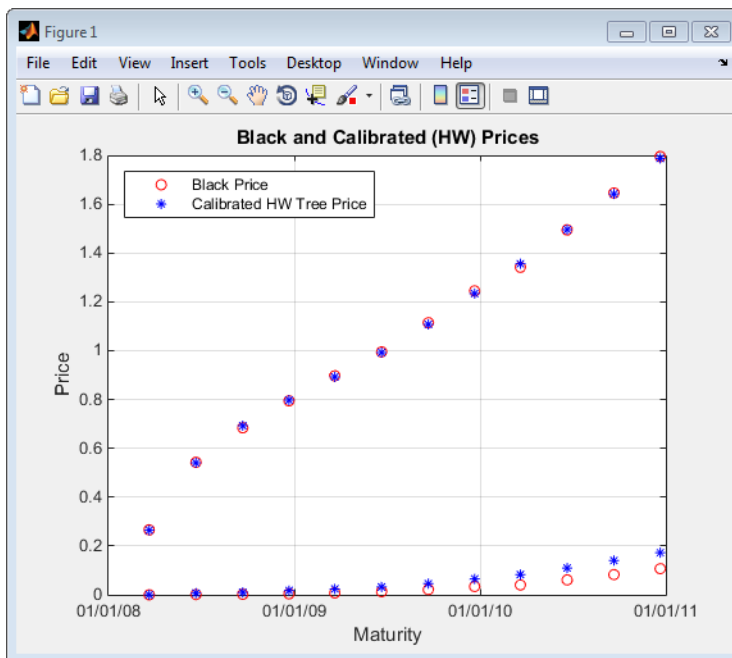 Figure 1
File Edit View Insert Tools Desktop Window Help
Black and Calibrated (HW) Prices
Black Price
Calibrated HW Tree Price
1.8
1.6
1.4
1.2
1
0.8
0.6
0.4
0.2
0
Price
01/01/08 01/01/09 01/01/10 01/01/11
Maturity